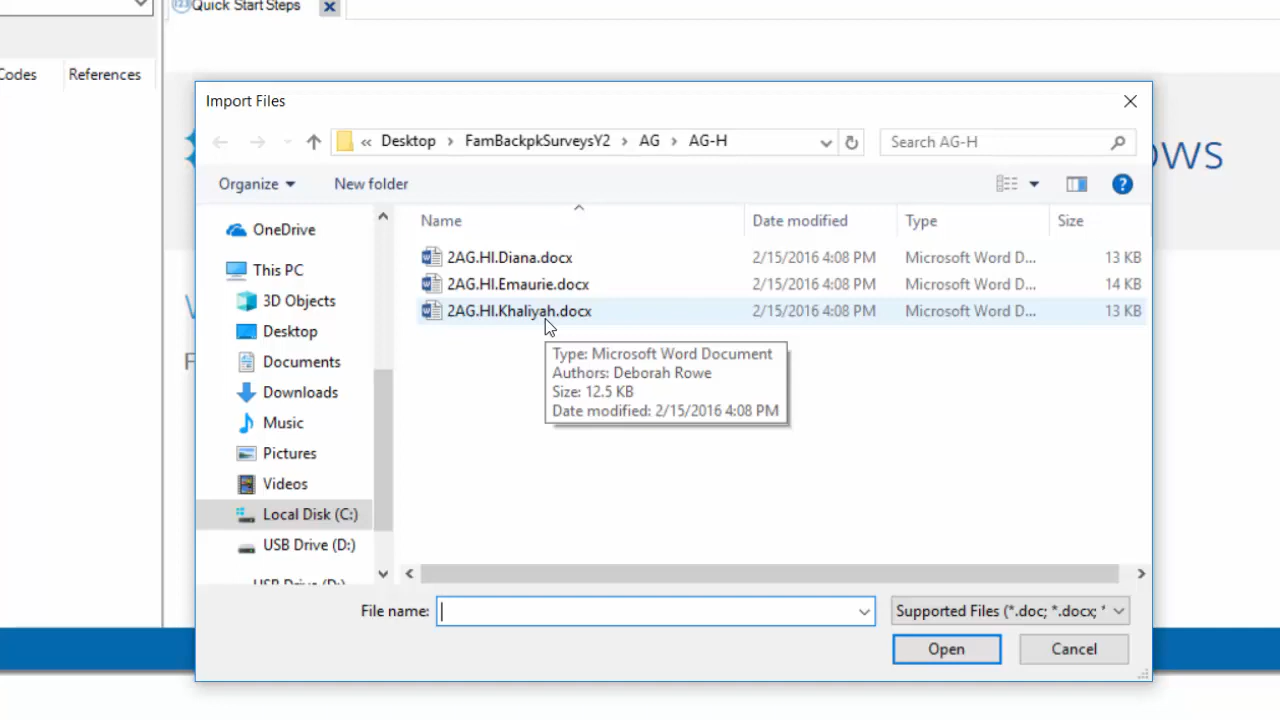 Quick Start Steps
Codes References
Import Files
« Desktop › FamBackpkSurveysY2 › AG › AG-H
Search AG-H
Organize New folder
Name Date modified Type Size
OneDrive
This PC
3D Objects
Desktop
Documents
Downloads
Music
Pictures
Videos
Local Disk (C:)
USB Drive (D:)
USB Drive (D:)
2AG.HI.Diana.docx 2/15/2016 4:08 PM Microsoft Word D... 13 KB
2AG.HI.Emaurie.docx 2/15/2016 4:08 PM Microsoft Word D... 14 KB
2AG.HI.Khaliyah.docx 2/15/2016 4:08 PM Microsoft Word D... 13 KB
Type: Microsoft Word Document
Authors: Deborah Rowe
Size: 12.5 KB
Date modified: 2/15/2016 4:08 PM
File name:
Supported Files (*.doc; *.docx; *
Open Cancel